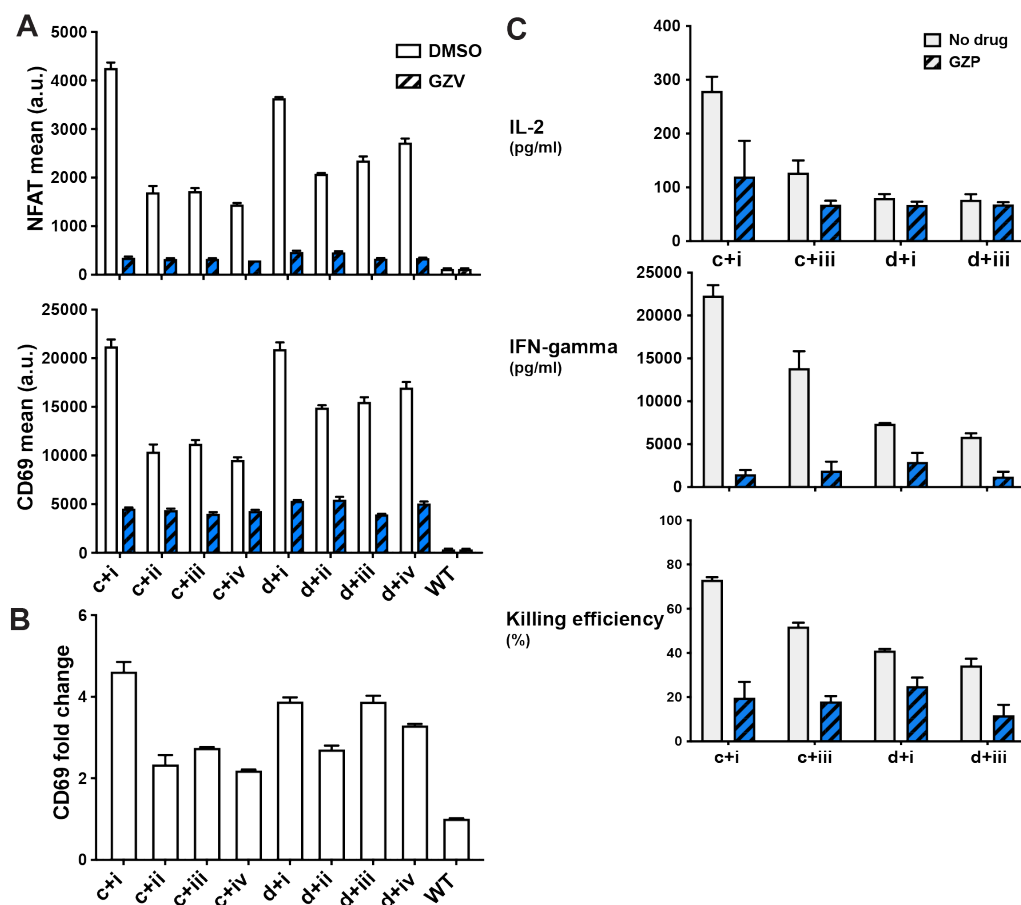 A
5000
4000
3000
2000
1000
0
NFAT mean (a.u.)
DMSO
GZV
25000
20000
15000
10000
5000
0
CD69 mean (a.u.)
c+i
c+ii
c+iii
c+iv
d+i
d+ii
d+iii
d+iv
WT
B
6
4
2
0
CD69 fold change
c+i
c+ii
c+iii
c+iv
d+i
d+ii
d+iii
d+iv
WT
C
IL-2
(pg/ml)
400
300
200
100
0
No drug
GZP
c+i
c+iii
d+i
d+iii
IFN-gamma
(pg/ml)
25000
20000
15000
10000
5000
0
Killing efficiency
(%)
100
80
60
40
20
0
c+i
c+iii
d+i
d+iii